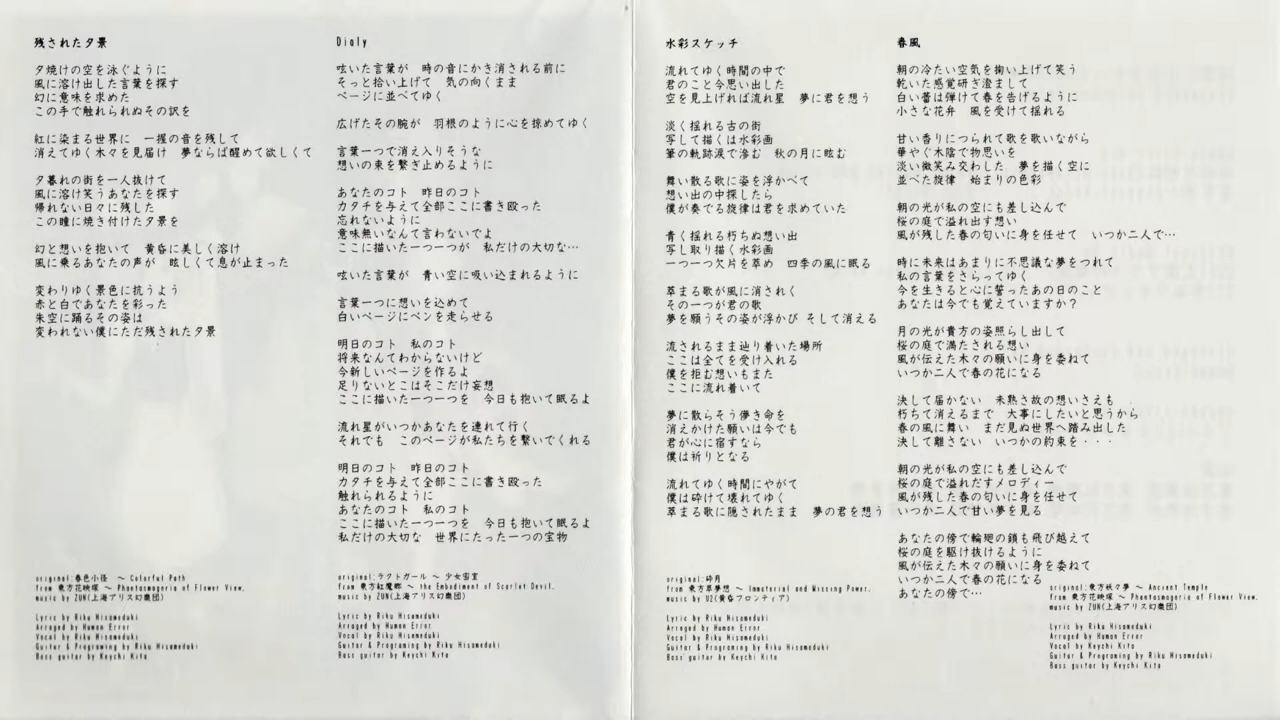 残された夕景
夕焼けの空を泳ぐように
風に溶け出した言葉を探す
幻に意味を求めた
この手で触れられぬその訳を
紅に染まる世界に　一握の音を残して
消えてゆく木々を見届け　夢ならば醒めて欲しくて
夕暮れの街を一人抜けて
風に溶け笑うあなたを探す
帰れない日々に残した
この瞳に焼き付けた夕景を
幻と想いを抱いて　黄昏に美しく溶け
風に乗るあなたの声が　眩しくて息が止まった
変わりゆく景色に抗うよう
赤と白であなたを彩った
朱空に踊るその姿は
変われない僕にただ残された夕景
original:春色小径　～ Colorful Path
from 東方花映塚 ～ Phantasmagoria of Flower View.
music by ZUN(上海アリス幻樂団)
Lyric by Riku Hisameduki
Arraged by Human Error
Vocal by Riku Hisameduki
Guitar & Programing by Riku Hisameduki
Bass guitar by Keychi Kita
Dialy
呟いた言葉が　時の音にかき消される前に
そっと拾い上げて　気の向くまま
ページに並べてゆく
広げたその腕が　羽根のように心を掠めてゆく
言葉一つで消え入りそうな
想いの束を繋ぎ止めるように
あなたのコト　昨日のコト
カタチを与えて全部ここに書き殴った
忘れないように
意味無いなんて言わないでよ
ここに描いた一つ一つが　私だけの大切な…
呟いた言葉が　青い空に吸い込まれるように
言葉一つに想いを込めて
白いページにペンを走らせる
明日のコト　私のコト
将来なんてわからないけど
今新しいページを作るよ
足りないとこはそこだけ妄想
ここに描いた一つ一つを　今日も抱いて眠るよ
流れ星がいつかあなたを連れて行く
それでも　このページが私たちを繋いでくれる
明日のコト　昨日のコト
カタチを与えて全部ここに書き殴った
触れられるように
あなたのコト　私のコト
ここに描いた一つ一つを　今日も抱いて眠るよ
私だけの大切な　世界にたった一つの宝物
original:ラクトガール ～ 少女密室
from 東方紅魔郷 ～ the Embodiment of Scarlet Devil.
music by ZUN(上海アリス幻樂団)
Lyric by Riku Hisameduki
Arraged by Human Error
Vocal by Riku Hisameduki
Guitar & Programing by Riku Hisameduki
Bass guitar by Keychi Kita
水彩スケッチ
流れてゆく時間の中で
君のこと今思い出した
空を見上げれば流れ星　夢に君を想う
淡く揺れる古の街
写して描くは水彩画
筆の軌跡涙で滲む　秋の月に眩む
舞い散る歌に姿を浮かべて
想い出の中探したら
僕が奏でる旋律は君を求めていた
青く揺れる朽ちぬ想い出
写し取り描く水彩画
一つ一つ欠片を萃め　四季の風に眠る
萃まる歌が風に消されく
その一つが君の歌
夢を願うその姿が浮かび そして消える
流されるまま辿り着いた場所
ここは全てを受け入れる
僕を拒む想いもまた
ここに流れ着いて
夢に散らそう儚き命を
消えかけた願いは今でも
君が心に宿すなら
僕は祈りとなる
流れてゆく時間にやがて
僕は砕けて壊れてゆく
萃まる歌に隠されたまま　夢の君を想う
original:砕月
from 東方萃夢想 ～ Immaterial and Missing Power.
music by U2(黄昏フロンティア)
Lyric by Riku Hisameduki
Arraged by Human Error
Vocal by Riku Hisameduki
Guitar & Programing by Riku Hisameduki
Bass guitar by Keychi Kita
春風
朝の冷たい空気を掬い上げて笑う
乾いた感覚研ぎ澄まして
白い蕾は弾けて春を告げるように
小さな花弁　風を受けて揺れる
甘い香りにつられて歌を歌いながら
華やぐ木陰で物思いを
淡い微笑み交わした　夢を描く空に
並べた旋律　始まりの色彩
朝の光が私の空にも差し込んで
桜の庭で溢れ出す想い
風が残した春の匂いに身を任せて　いつか二人で…
時に未来はあまりに不思議な夢をつれて
私の言葉をさらってゆく
今を生きると心に誓ったあの日のこと
あなたは今でも覚えていますか？
月の光が貴方の姿照らし出して
桜の庭で満たされる想い
風が伝えた木々の願いに身を委ねて
いつか二人で春の花になる
決して届かない　未熟さ故の想いさえも
朽ちて消えるまで　大事にしたいと思うから
春の風に舞い　まだ見ぬ世界へ踏み出した
決して離さない　いつかの約束を・・・
朝の光が私の空にも差し込んで
桜の庭で溢れだすメロディー
風が残した春の匂いに身を任せて
いつか二人で甘い夢を見る
あなたの傍で輪廻の鎖も飛び越えて
桜の庭を駆け抜けるように
風が伝えた木々の願いに身を委ねて
いつか二人で春の花になる
あなたの傍で…
original:東方妖々夢 ～ Ancient Temple
from 東方花映塚 ～ Phantasmagoria of Flower View.
music by ZUN(上海アリス幻樂団)
Lyric by Riku Hisameduki
Arraged by Human Error
Vocal by Keychi Kita
Guitar & Programing by Riku Hisameduki
Bass guitar by Keychi Kita